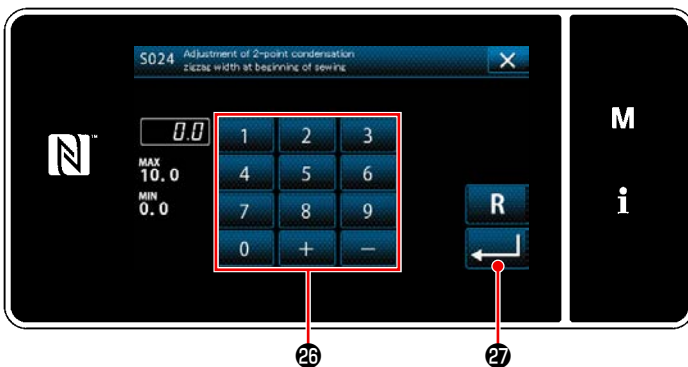 S024 Adjustment of 2-point condensation
zigzag width at beginning of sewing
0.0
1 2 3
MAX
10.0
4 5 6
MIN
0.0
7 8 9
0 + −
R
M
i
N™
㉖ ㉗